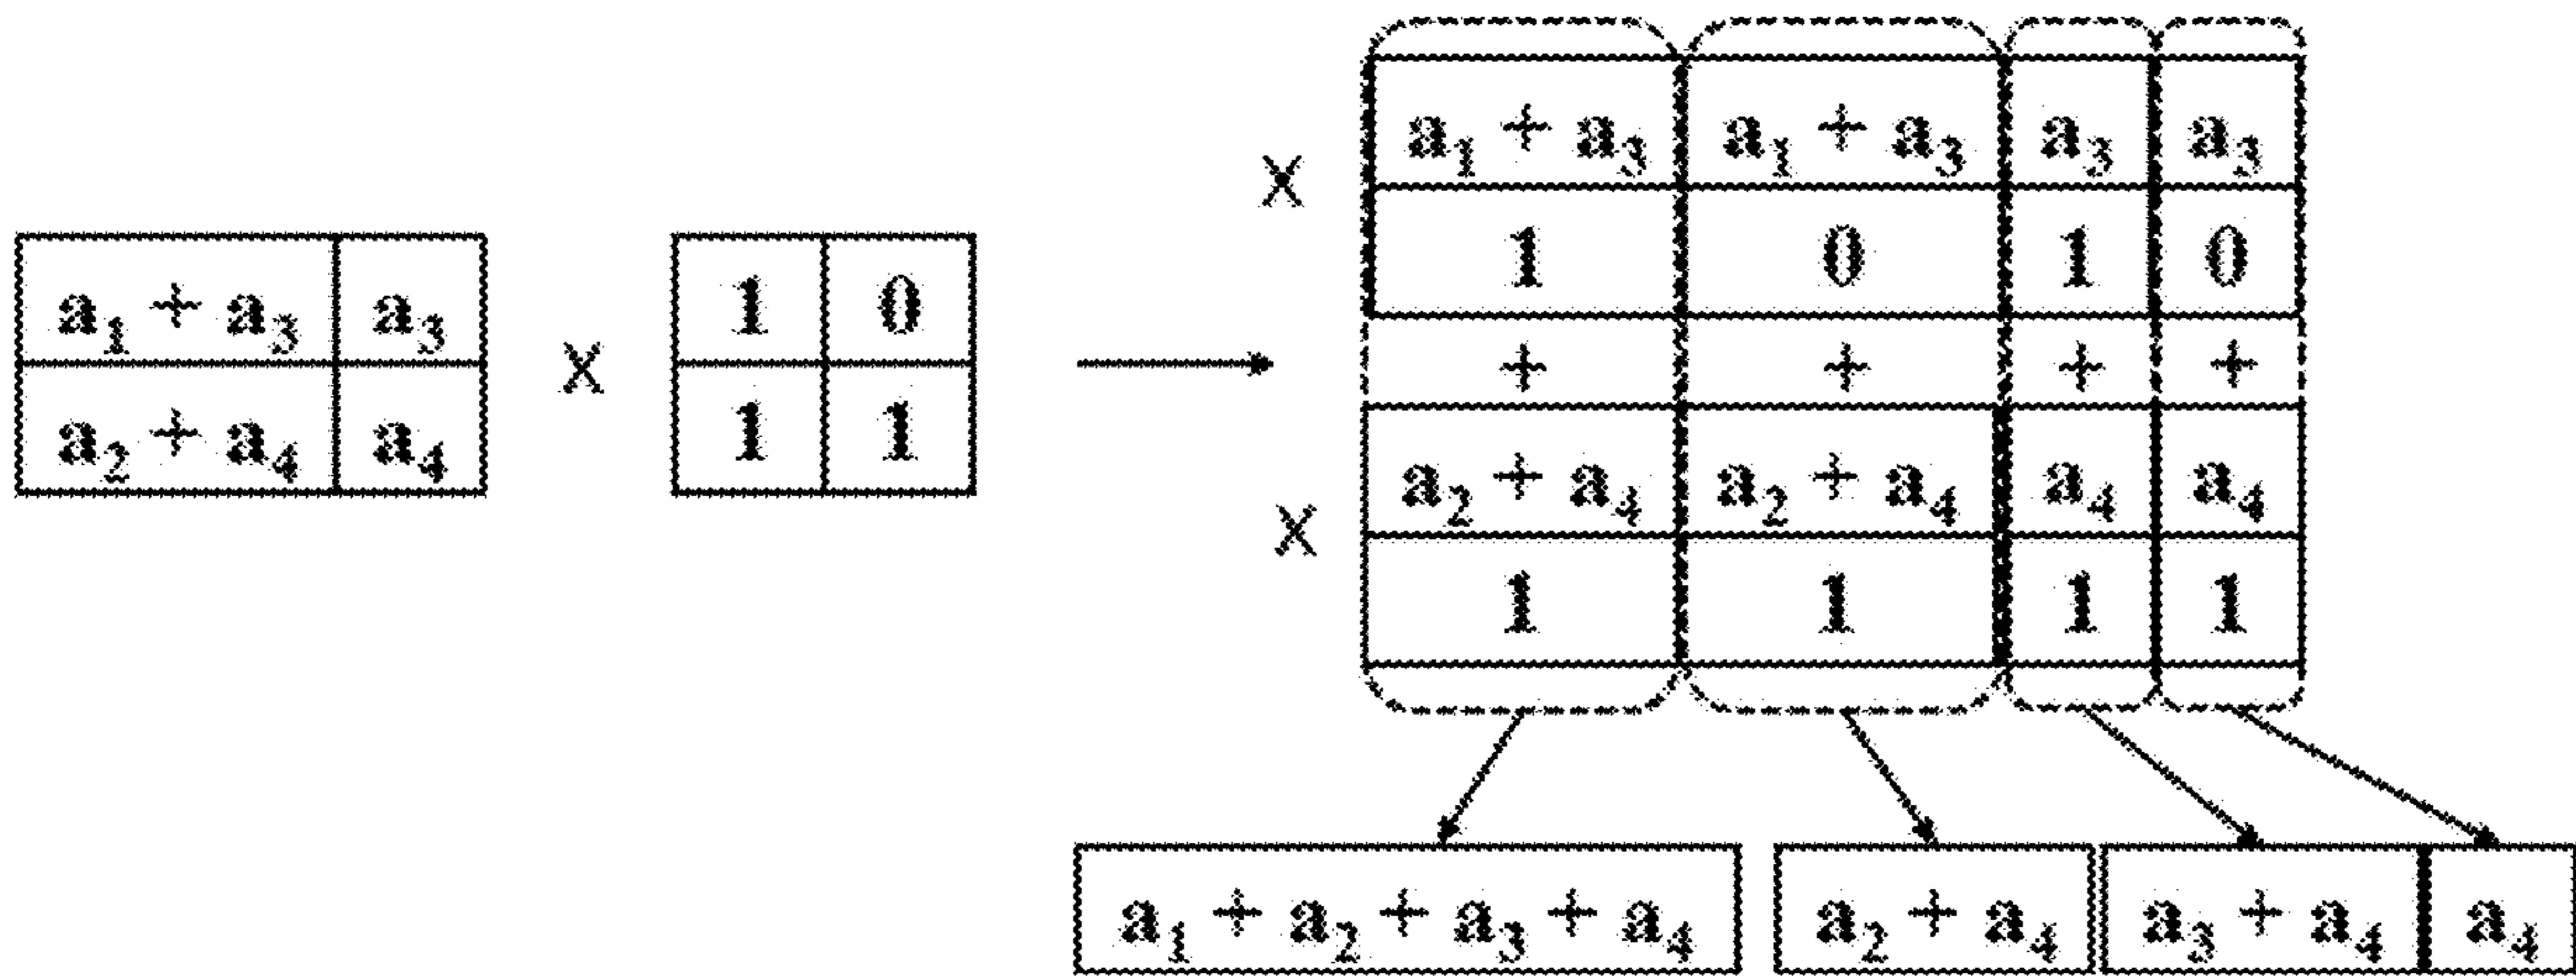 a₁ + a₃ a₃
a₂ + a₄ a₄
X
1 0
1 1
X
a₁ + a₃ a₁ + a₃ a₃ a₃
1 0 1 0
+ + + +
X
a₂ + a₄ a₂ + a₄ a₄ a₄
1 1 1 1
a₁ + a₂ + a₃ + a₄ a₂ + a₄ a₃ + a₄ a₄